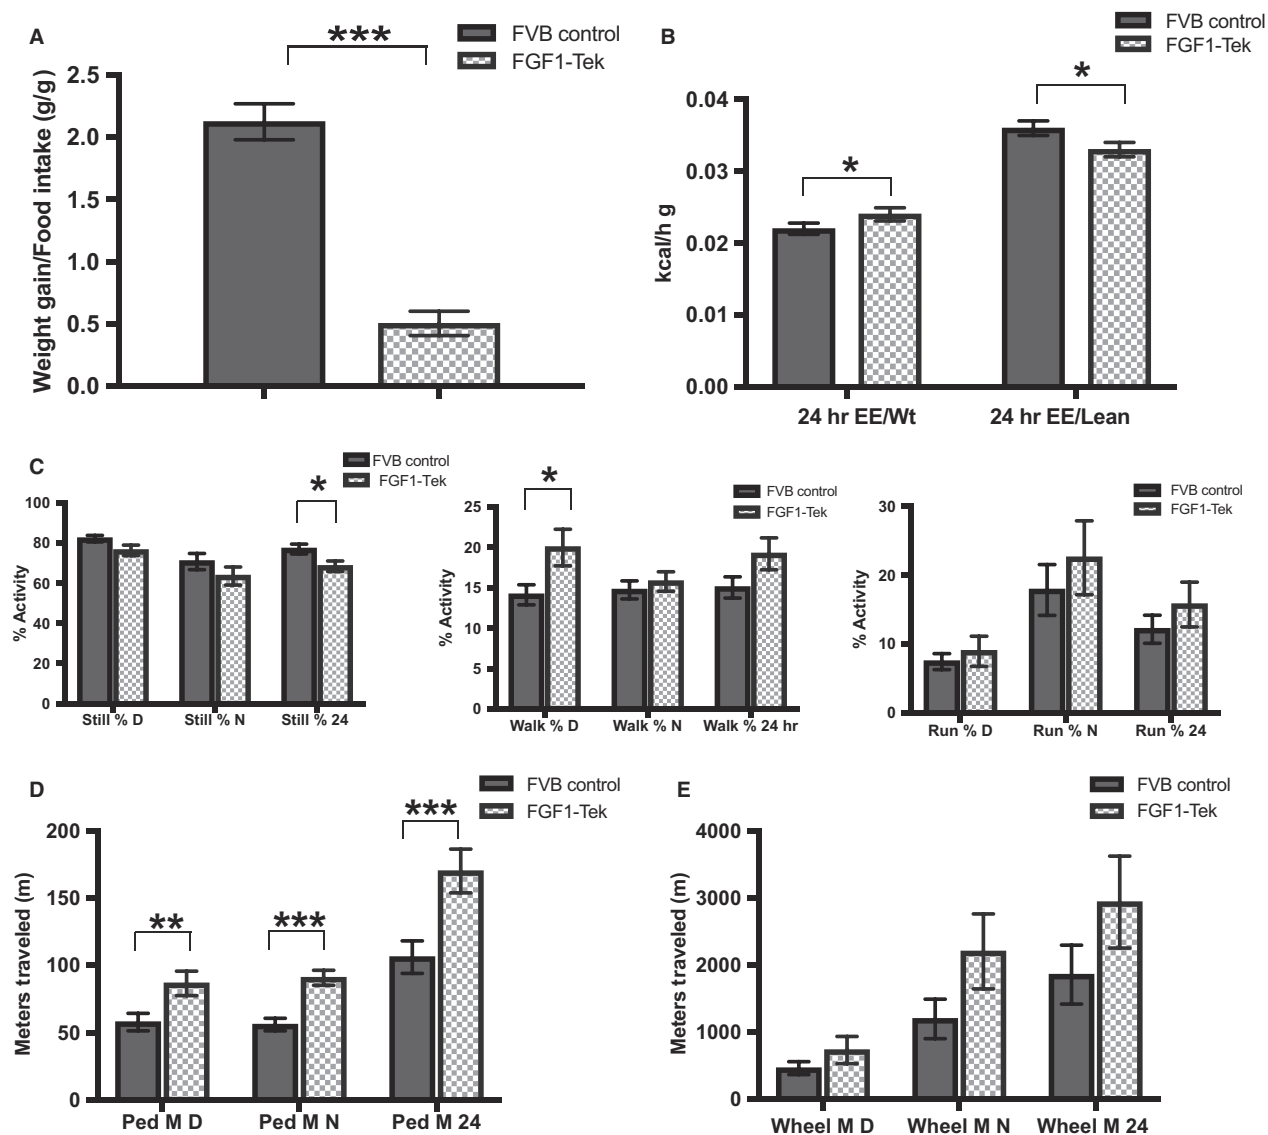 A
***
FVB control
FGF1-Tek
Weight gain/Food intake (g/g)
2.5
2.0
1.5
1.0
0.5
0.0
B
FVB control
FGF1-Tek
*
*
kcal/h g
0.04
0.03
0.02
0.01
0.00
24 hr EE/Wt
24 hr EE/Lean
C
FVB control
FGF1-Tek
*
% Activity
100
80
60
40
20
0
Still % D
Still % N
Still % 24
*
FVB control
FGF1-Tek
% Activity
25
20
15
10
5
0
Walk % D
Walk % N
Walk % 24 hr
FVB control
FGF1-Tek
% Activity
30
20
10
0
Run % D
Run % N
Run % 24
D
FVB control
FGF1-Tek
**
***
***
Meters traveled (m)
200
150
100
50
0
Ped M D
Ped M N
Ped M 24
E
FVB control
FGF1-Tek
Meters traveled (m)
4000
3000
2000
1000
0
Wheel M D
Wheel M N
Wheel M 24